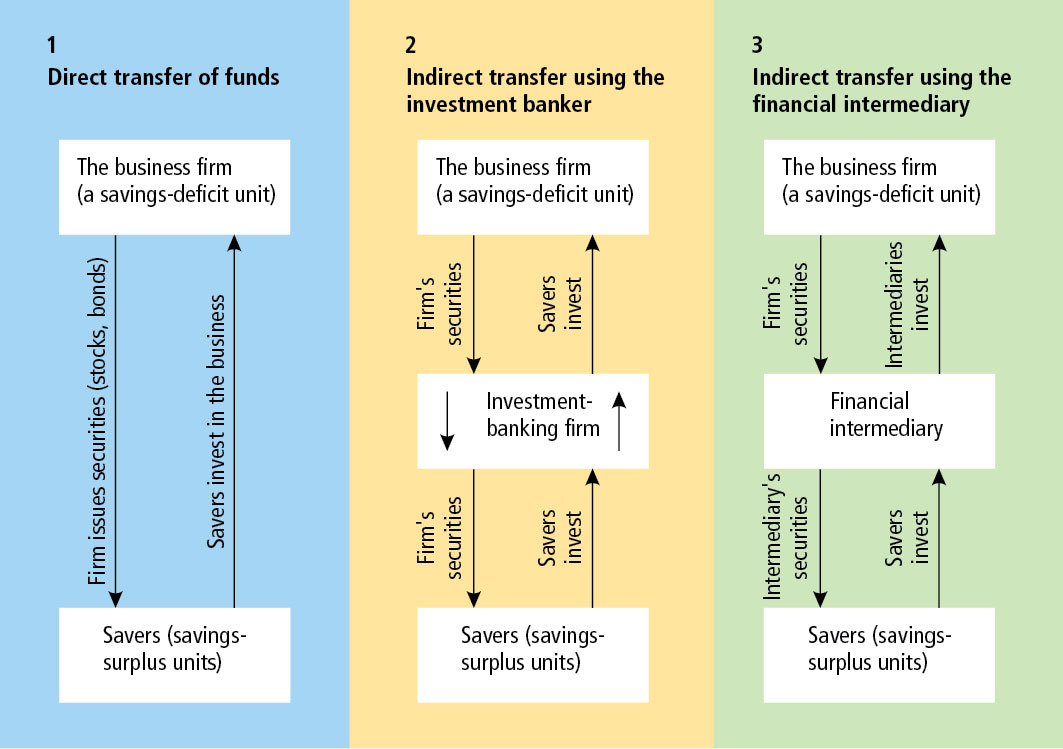 1
Direct transfer of funds
The business firm
(a savings-deficit unit)
Firm issues securities (stocks, bonds)
Savers invest in the business
Savers (savings-
surplus units)
2
Indirect transfer using the
investment banker
The business firm
(a savings-deficit unit)
Firm's
securities
Savers
invest
Investment-
banking firm
Firm's
securities
Savers
invest
Savers (savings-
surplus units)
3
Indirect transfer using the
financial intermediary
The business firm
(a savings-deficit unit)
Firm's
securities
Intermediaries
invest
Financial
intermediary
Intermediary's
securities
Savers
invest
Savers (savings-
surplus units)